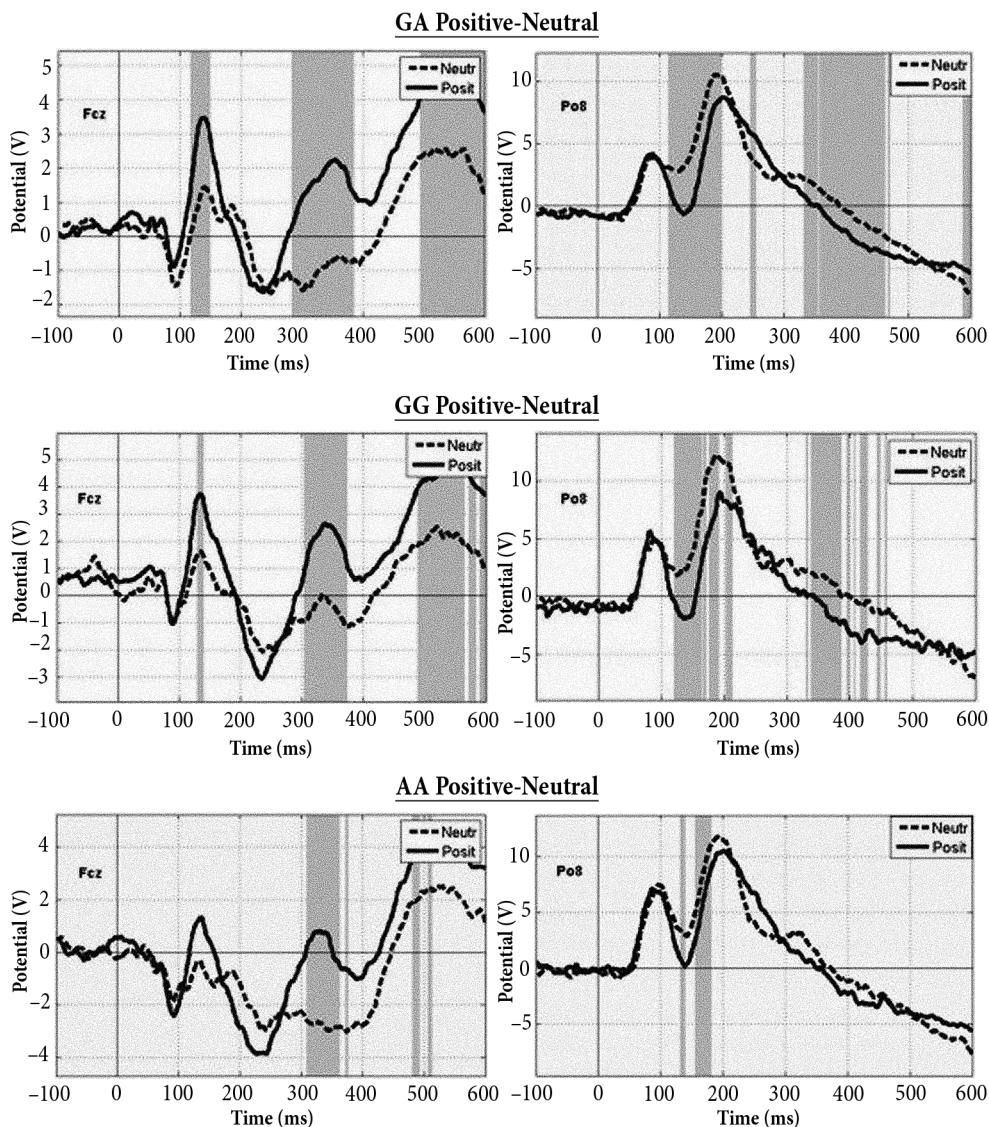 GA Positive-Neutral
5
4
3
2
1
0
−1
−2
Potential (V)
Fcz
Neutr
Posit
−100 0 100 200 300 400 500 600
Time (ms)
10
5
0
−5
Potential (V)
Po8
Neutr
Posit
−100 0 100 200 300 400 500 600
Time (ms)
GG Positive-Neutral
5
4
3
2
1
0
−1
−2
−3
Potential (V)
Fcz
Neutr
Posit
−100 0 100 200 300 400 500 600
Time (ms)
10
5
0
−5
Potential (V)
Po8
Neutr
Posit
−100 0 100 200 300 400 500 600
Time (ms)
AA Positive-Neutral
4
2
0
−2
−4
Potential (V)
Fcz
Neutr
Posit
−100 0 100 200 300 400 500 600
Time (ms)
10
5
0
−5
Potential (V)
Po8
Neutr
Posit
−100 0 100 200 300 400 500 600
Time (ms)